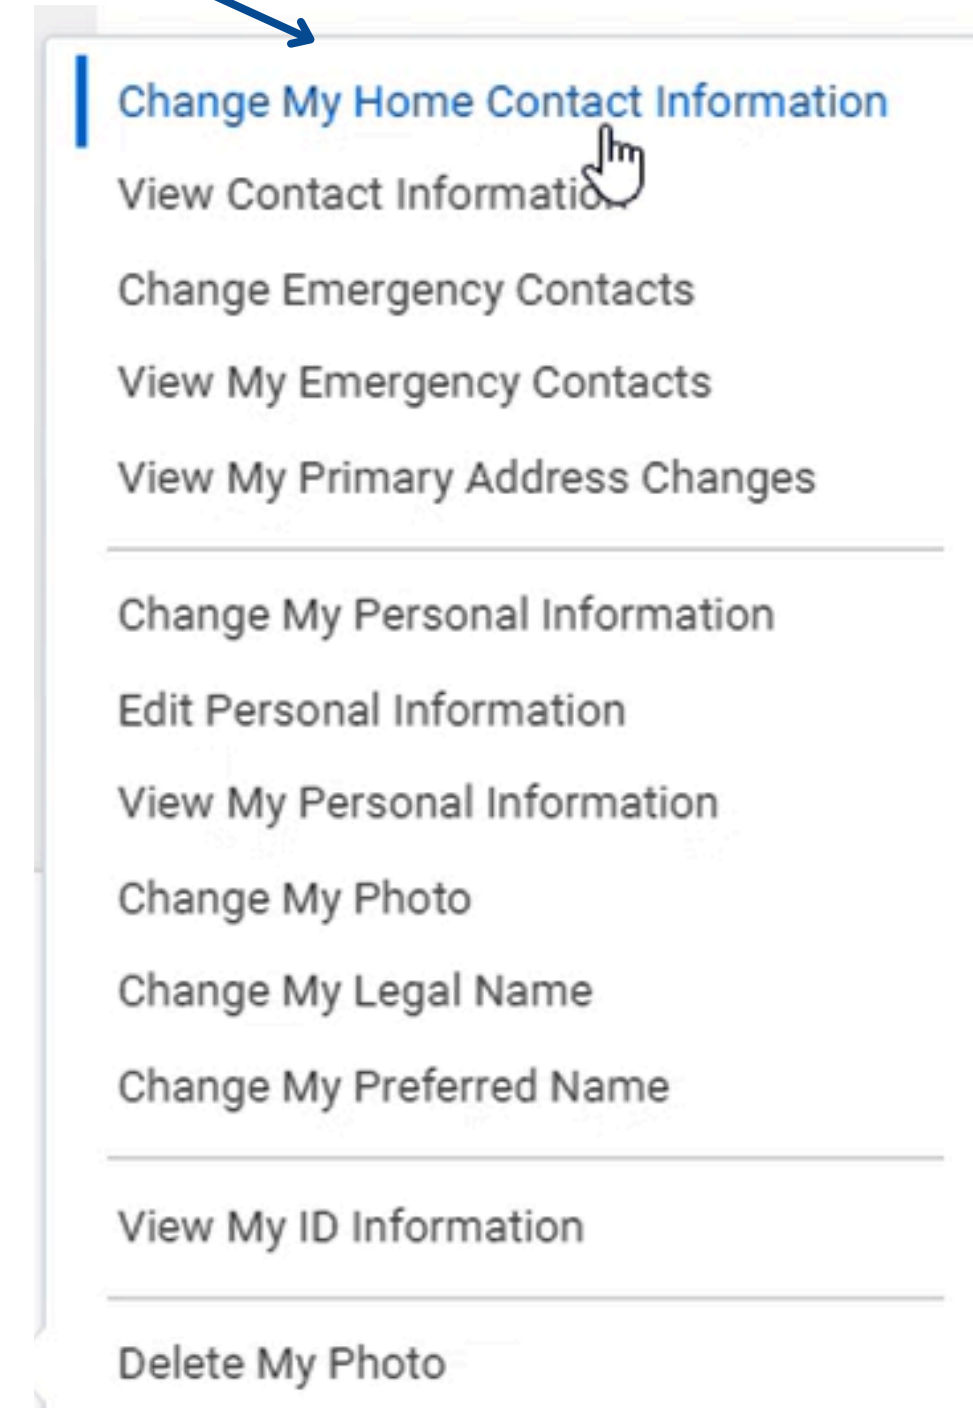 Change My Home Contact Information
View Contact Information
Change Emergency Contacts
View My Emergency Contacts
View My Primary Address Changes
Change My Personal Information
Edit Personal Information
View My Personal Information
Change My Photo
Change My Legal Name
Change My Preferred Name
View My ID Information
Delete My Photo